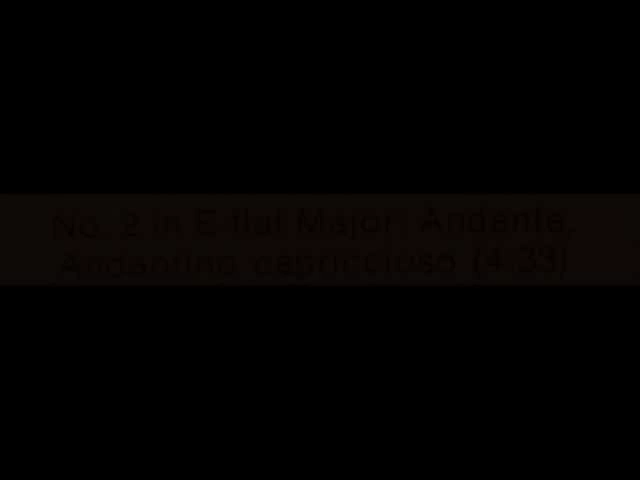 No. 2 in E-flat Major: Andante,
Andantino capriccioso (4:33)